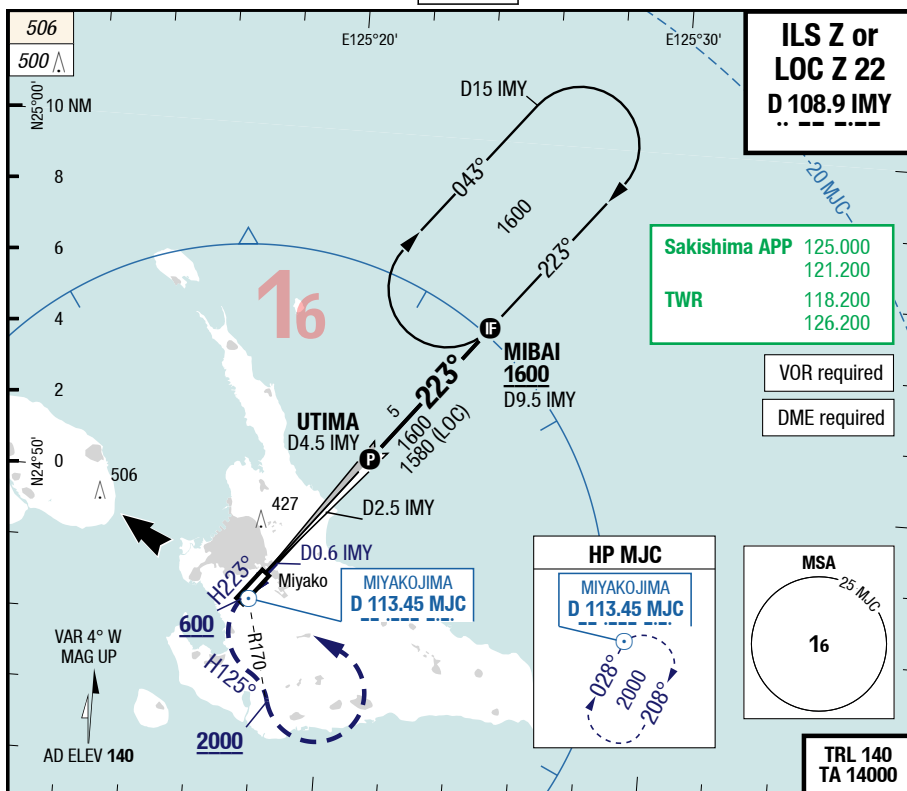 506
500
E125°20'
E125°30'
ILS Z or
LOC Z 22
D 108.9 IMY
N25°00'
10 NM
8
6
4
2
0
N24°50'
D15 IMY
043°
1600
223°
20 MJC
Sakishima APP 125.000
121.200
TWR 118.200
126.200
16
IF
MIBAI
1600
D9.5 IMY
VOR required
DME required
223°
5
1600
1580 (LOC)
UTIMA
D4.5 IMY
P
506
427
D2.5 IMY
D0.6 IMY
H223°
Miyako
MIYAKOJIMA
D 113.45 MJC
600
R170
H125°
2000
VAR 4° W
MAG UP
AD ELEV 140
HP MJC
MIYAKOJIMA
D 113.45 MJC
028°
2000
208°
MSA
25 MJC
16
TRL 140
TA 14000